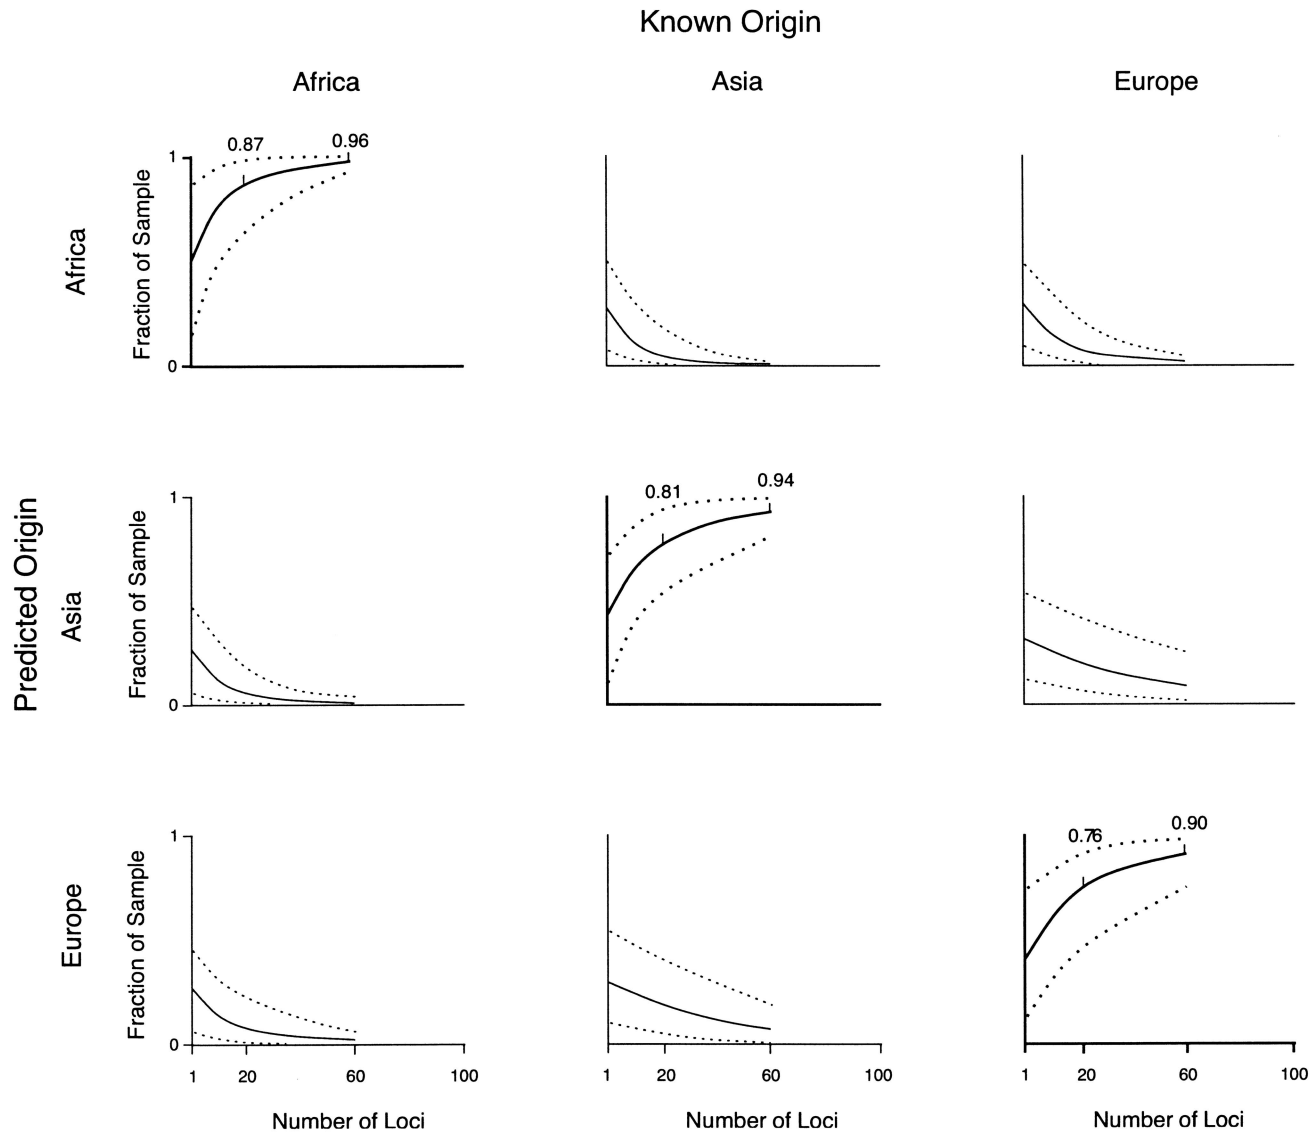 Known Origin
Africa Asia Europe
0.87 0.96
1
Fraction of Sample
Africa
0
Predicted Origin
0.81 0.94
1
Fraction of Sample
Asia
0
0.76 0.90
1
Fraction of Sample
Europe
0
1 20 60 100 1 20 60 100 1 20 60 100
Number of Loci Number of Loci Number of Loci